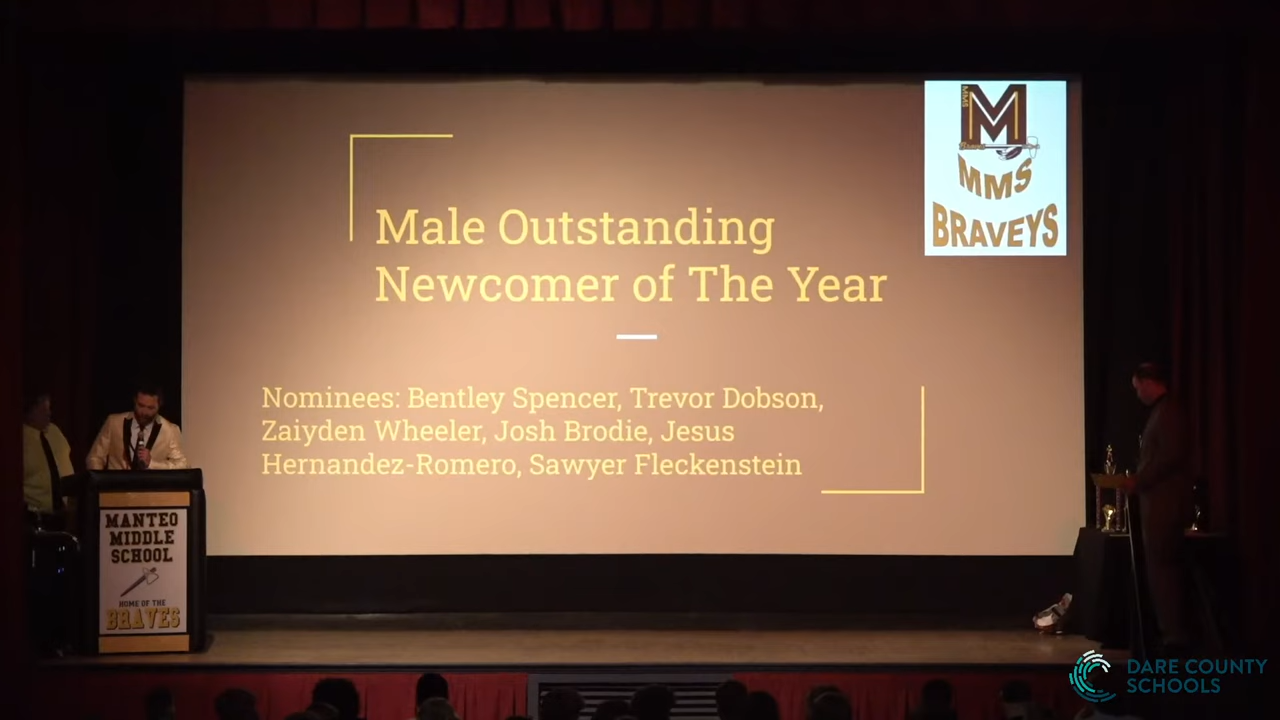 MMS
M
MMS
BRAVEYS
Male Outstanding
Newcomer of The Year
Nominees: Bentley Spencer, Trevor Dobson,
Zaiyden Wheeler, Josh Brodie, Jesus
Hernandez-Romero, Sawyer Fleckenstein
MANTEO
MIDDLE
SCHOOL
HOME OF THE
BRAVES
DARE COUNTY
SCHOOLS